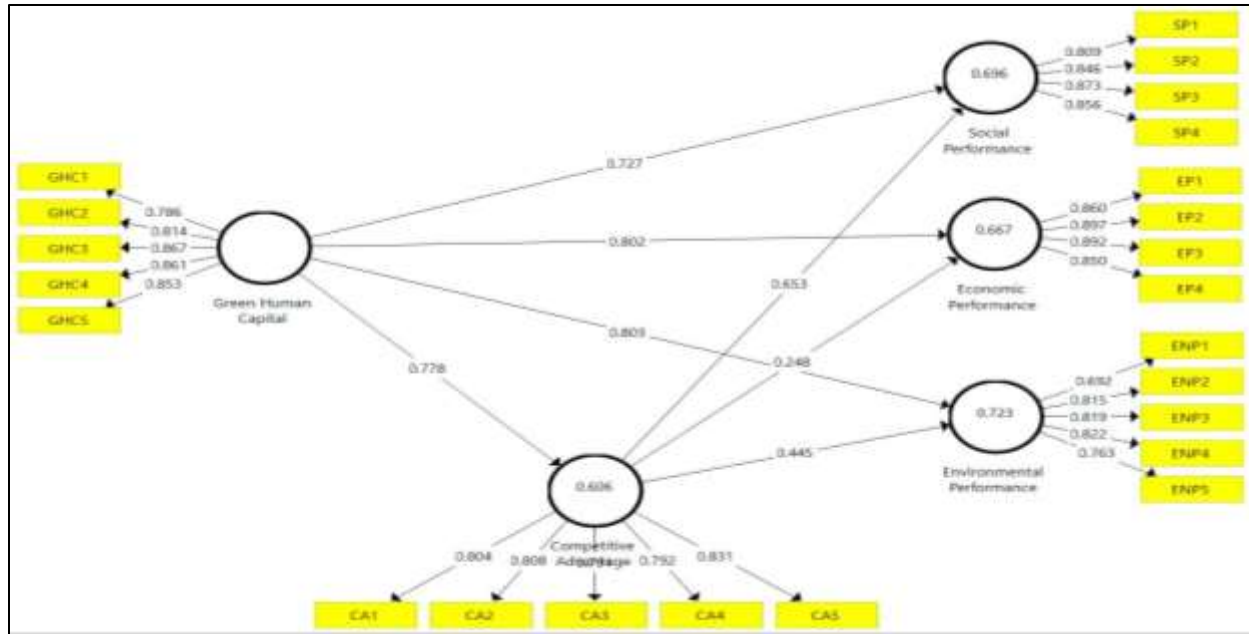 SP1
0.809
SP2
0.696
0.846
SP3
0.873
0.856
SP4
Social
Performance
0.727
GHC1
GHC2
GHC3
GHC4
GHC5
0.786
0.814
0.867
0.861
0.853
Green Human
Capital
0.802
0.653
EP1
0.860
EP2
0.667
0.897
EP3
0.892
0.850
EP4
Economic
Performance
0.803
0.248
0.778
ENP1
0.692
ENP2
0.723
0.815
ENP3
0.819
ENP4
0.822
0.763
ENP5
Environmental
Performance
0.445
0.606
Competitive
Advantage
0.804
0.808
0.792
0.831
CA1
CA2
CA3
CA4
CA5